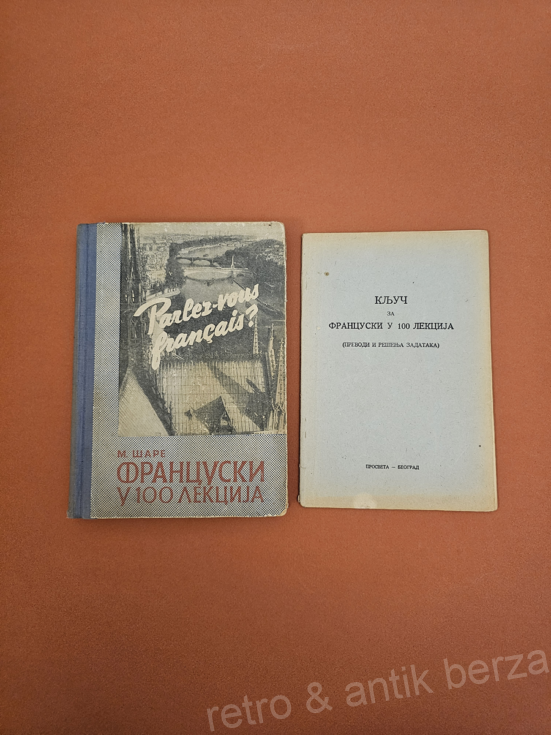 Parlez-vous
français?
М. ШАРЕ
ФРАНЦУСКИ
У 100 ЛЕКЦИЈА
КЉУЧ
ЗА
ФРАНЦУСКИ У 100 ЛЕКЦИЈА
(ПРЕВОДИ И РЕШЕЊА ЗАДАТАКА)
ПРОСВЕТА – БЕОГРАД
retro & antik berza